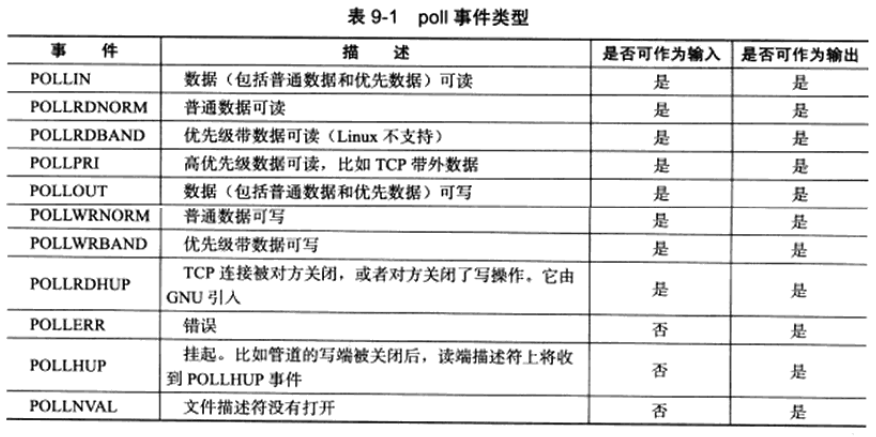 表 9-1 poll 事件类型
事 件 描 述 是否可作为输入 是否可作为输出
POLLIN 数据（包括普通数据和优先数据）可读 是 是
POLLRDNORM 普通数据可读 是 是
POLLRDBAND 优先级带数据可读（Linux 不支持） 是 是
POLLPRI 高优先级数据可读，比如 TCP 带外数据 是 是
POLLOUT 数据（包括普通数据和优先数据）可写 是 是
POLLWRNORM 普通数据可写 是 是
POLLWRBAND 优先级带数据可写 是 是
POLLRDHUP TCP 连接被对方关闭，或者对方关闭了写操作。它由
GNU 引入 是 是
POLLERR 错误 否 是
POLLHUP 挂起。比如管道的写端被关闭后，读端描述符上将收
到 POLLHUP 事件 否 是
POLLNVAL 文件描述符没有打开 否 是